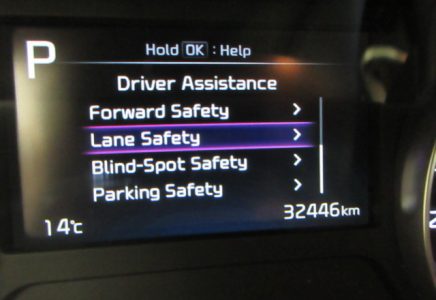 P
Hold OK : Help
Driver Assistance
Forward Safety >
Lane Safety >
Blind-Spot Safety >
Parking Safety >
14℃
32446km